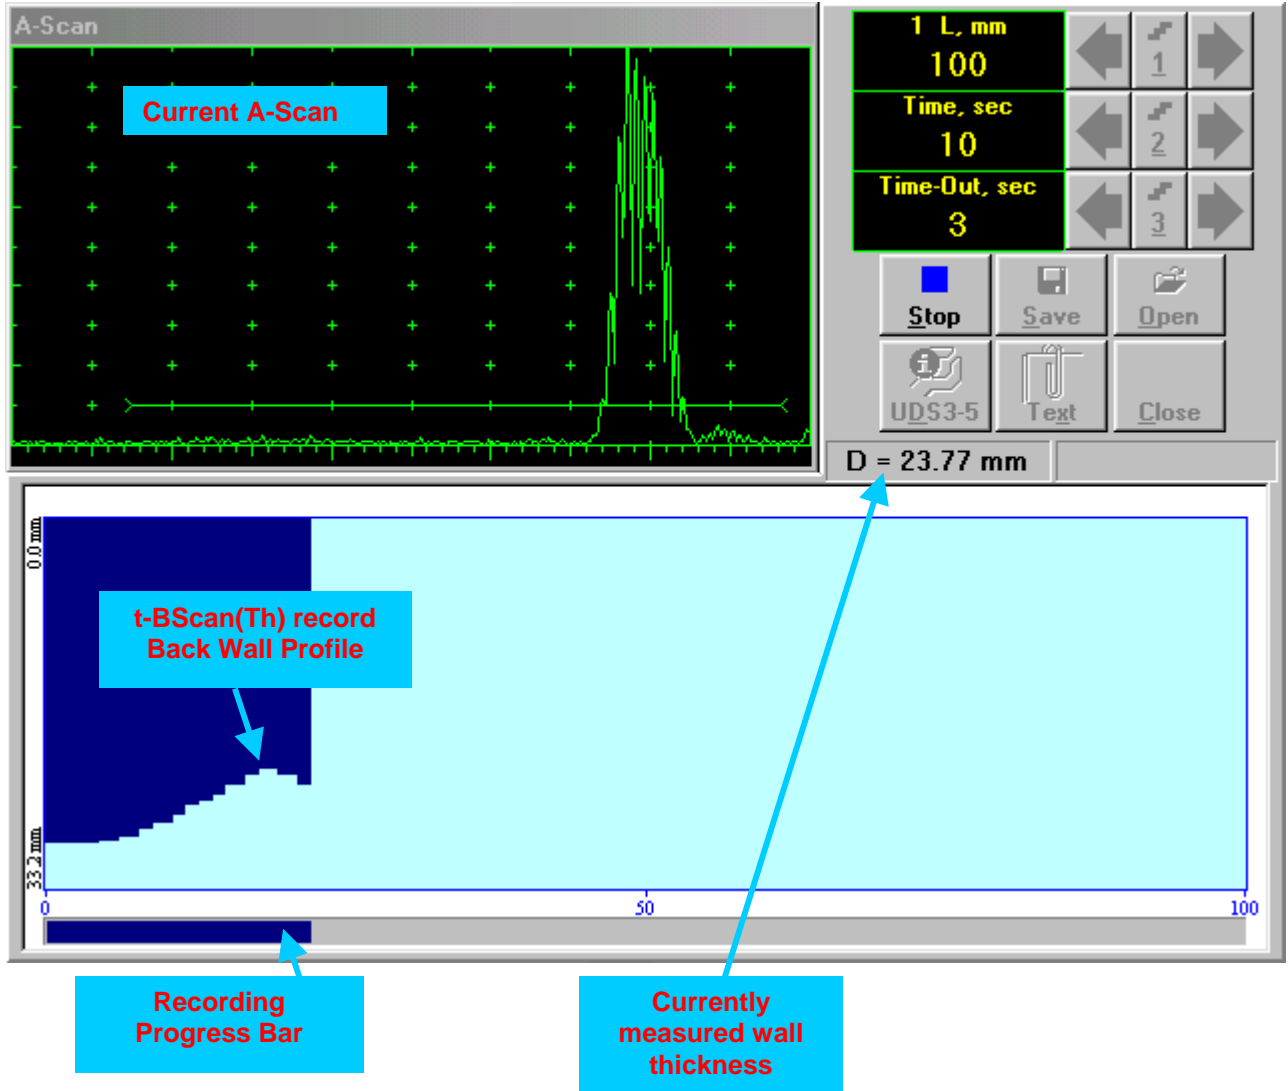 A-Scan
Current A-Scan
1 L, mm
100
1
Time, sec
10
2
Time-Out, sec
3
3
Stop
Save
Open
UDS3-5
Text
Close
D = 23.77 mm
0.0 mm
t-BScan(Th) record
Back Wall Profile
33.2 mm
0
50
100
Recording
Progress Bar
Currently
measured wall
thickness